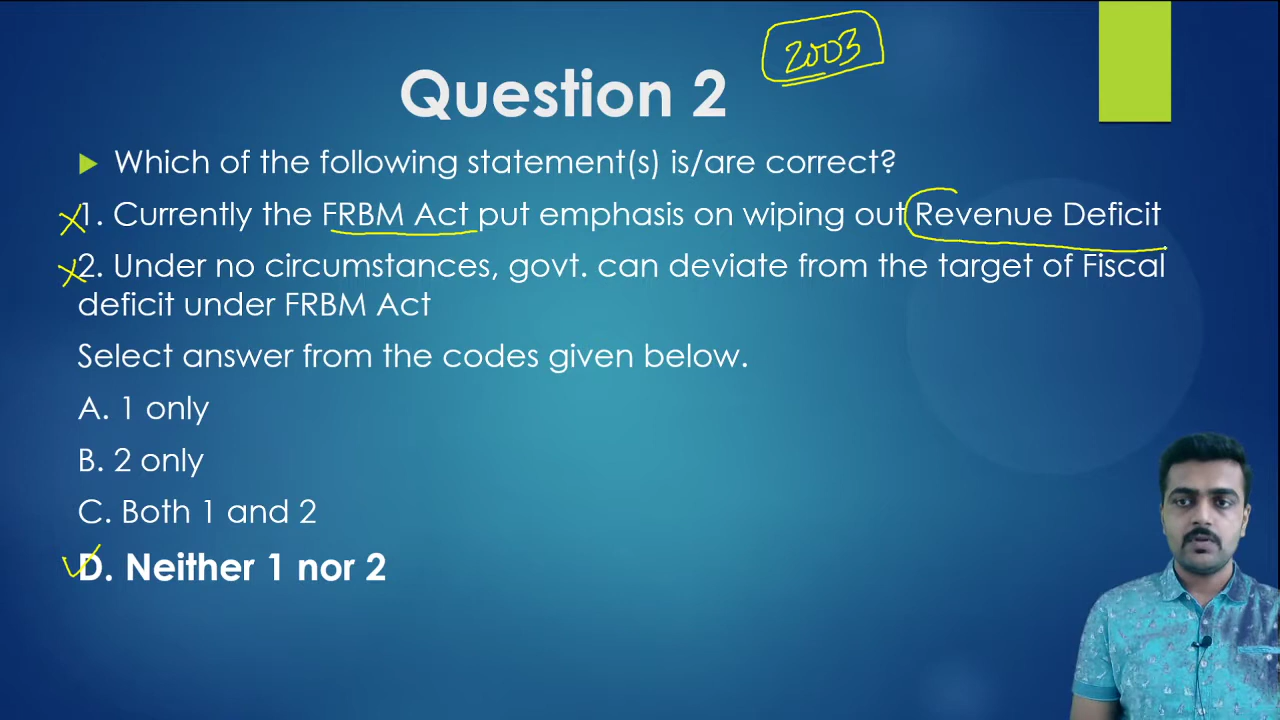 2003
Question 2
Which of the following statement(s) is/are correct?
1. Currently the FRBM Act put emphasis on wiping out Revenue Deficit
2. Under no circumstances, govt. can deviate from the target of Fiscal
deficit under FRBM Act
Select answer from the codes given below.
A. 1 only
B. 2 only
C. Both 1 and 2
D. Neither 1 nor 2